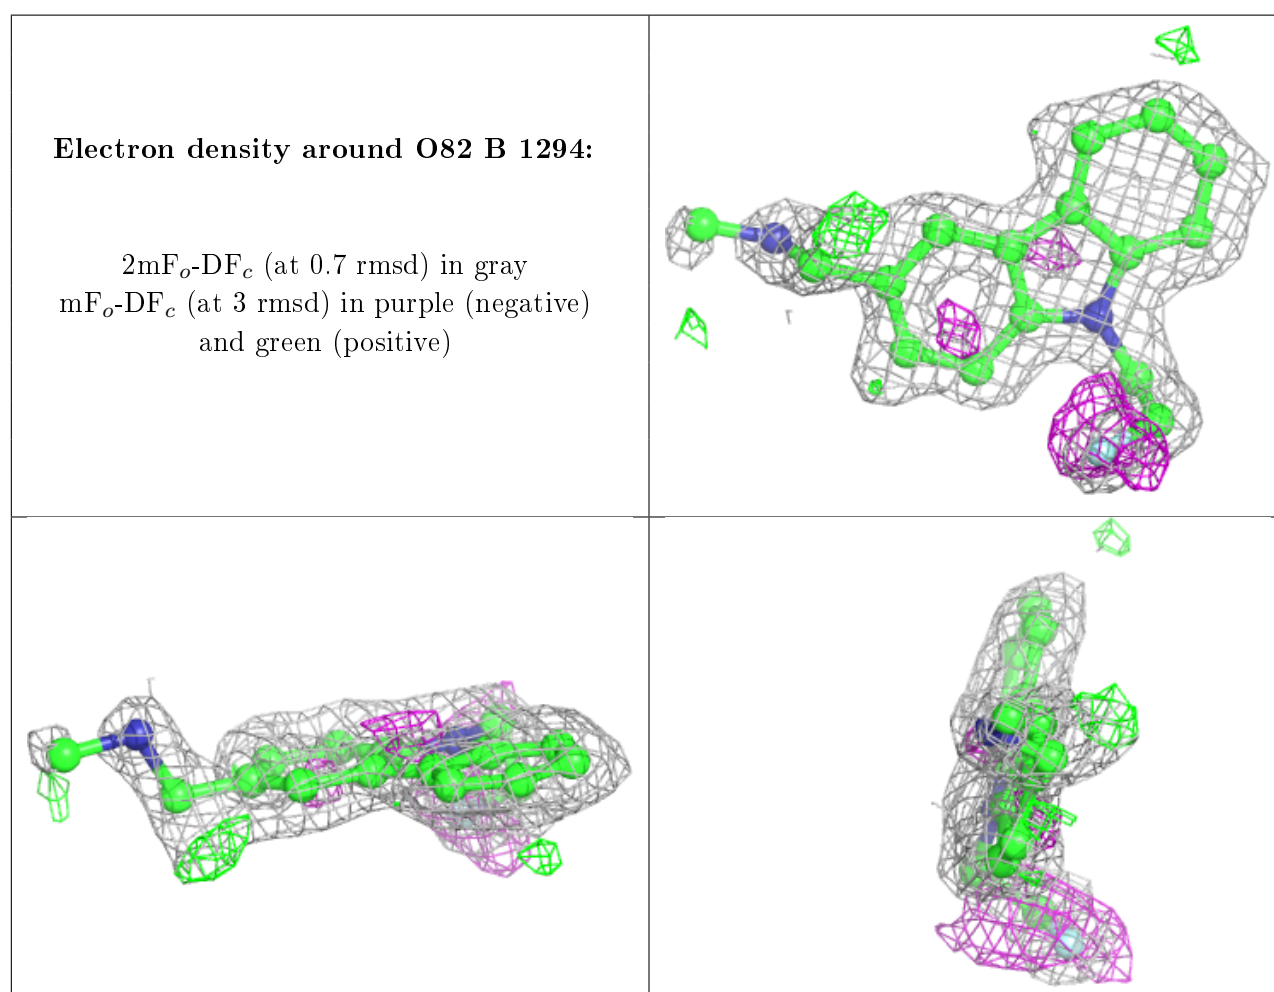 Electron density around O82 B 1294:
2mFo-DFc (at 0.7 rmsd) in gray
mFo-DFc (at 3 rmsd) in purple (negative)
and green (positive)